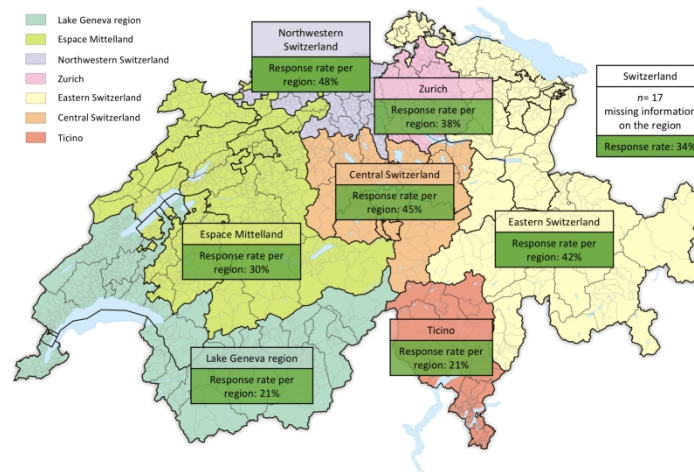 Lake Geneva region
Espace Mittelland
Northwestern Switzerland
Zurich
Eastern Switzerland
Central Switzerland
Ticino
Northwestern
Switzerland
Response rate per
region: 48%
Zurich
Response rate per
region: 38%
Switzerland
n= 17
missing information
on the region
Response rate: 34%
Central Switzerland
Response rate per
region: 45%
Espace Mittelland
Response rate per
region: 30%
Eastern Switzerland
Response rate per
region: 42%
Ticino
Response rate per
region: 21%
Lake Geneva region
Response rate per
region: 21%